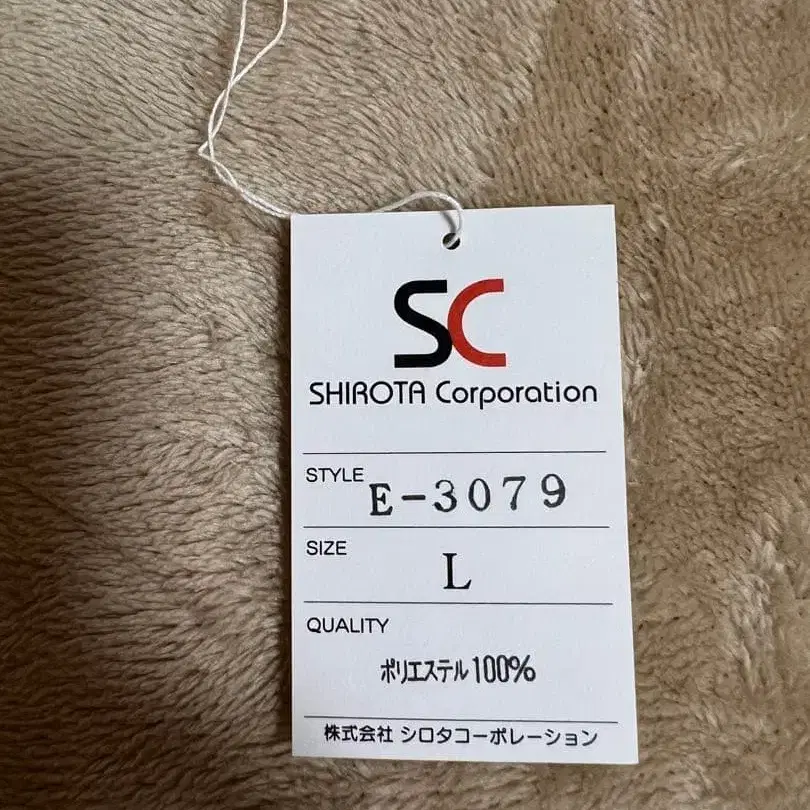 SC
SHIROTA Corporation
STYLE E-3079
SIZE L
QUALITY
ポリエステル100%
株式会社 シロタコーポレーション